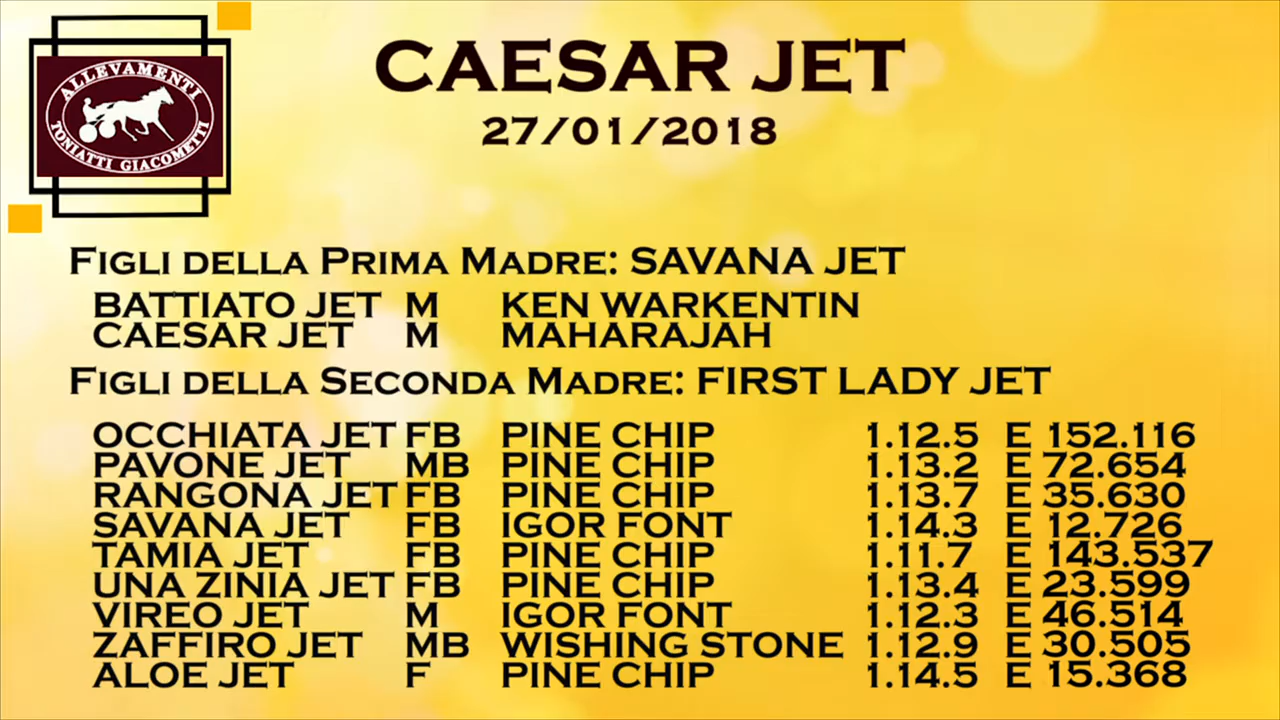 ALLEVAMENTI
TONIATTI GIACOMETTI
CAESAR JET
27/01/2018
FIGLI DELLA PRIMA MADRE: SAVANA JET
BATTIATO JET M KEN WARKENTIN
CAESAR JET M MAHARAJAH
FIGLI DELLA SECONDA MADRE: FIRST LADY JET
OCCHIATA JET FB PINE CHIP 1.12.5 E 152.116
PAVONE JET MB PINE CHIP 1.13.2 E 72.654
RANGONA JET FB PINE CHIP 1.13.7 E 35.630
SAVANA JET FB IGOR FONT 1.14.3 E 12.726
TAMIA JET FB PINE CHIP 1.11.7 E 143.537
UNA ZINIA JET FB PINE CHIP 1.13.4 E 23.599
VIREO JET M IGOR FONT 1.12.3 E 46.514
ZAFFIRO JET MB WISHING STONE 1.12.9 E 30.505
ALOE JET F PINE CHIP 1.14.5 E 15.368